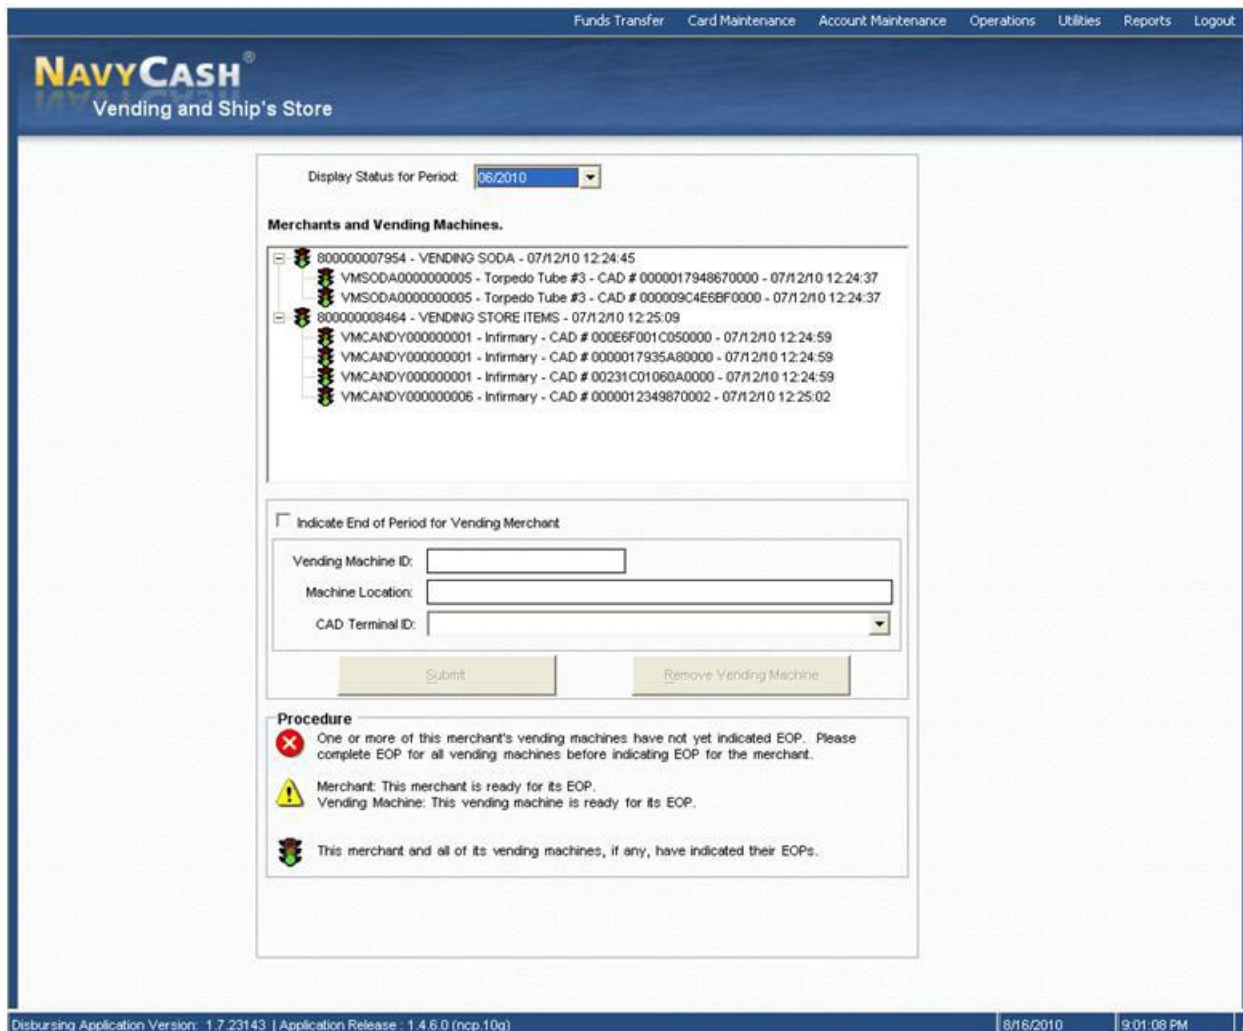 Funds Transfer Card Maintenance Account Maintenance Operations Utilities Reports Logout
NAVYCASH®
Vending and Ship's Store
Display Status for Period: 06/2010
Merchants and Vending Machines.
800000007954 - VENDING SODA - 07/12/10 12:24:45
VMSODA0000000005 - Torpedo Tube #3 - CAD # 0000017948670000 - 07/12/10 12:24:37
VMSODA0000000005 - Torpedo Tube #3 - CAD # 000009C4E6BF0000 - 07/12/10 12:24:37
800000008464 - VENDING STORE ITEMS - 07/12/10 12:25:09
VMCANDY000000001 - Infirmary - CAD # 000E6F001C050000 - 07/12/10 12:24:59
VMCANDY000000001 - Infirmary - CAD # 0000017935A80000 - 07/12/10 12:24:59
VMCANDY000000001 - Infirmary - CAD # 00231C01060A0000 - 07/12/10 12:24:59
VMCANDY000000006 - Infirmary - CAD # 0000012349870002 - 07/12/10 12:25:02
Indicate End of Period for Vending Merchant
Vending Machine ID:
Machine Location:
CAD Terminal ID:
Submit Remove Vending Machine
Procedure
One or more of this merchant's vending machines have not yet indicated EOP. Please
complete EOP for all vending machines before indicating EOP for the merchant.
Merchant: This merchant is ready for its EOP.
Vending Machine: This vending machine is ready for its EOP.
This merchant and all of its vending machines, if any, have indicated their EOPs.
Disbursing Application Version: 1.7.23143 | Application Release : 1.4.6.0 (ncp.10g) 8/16/2010 9:01:08 PM